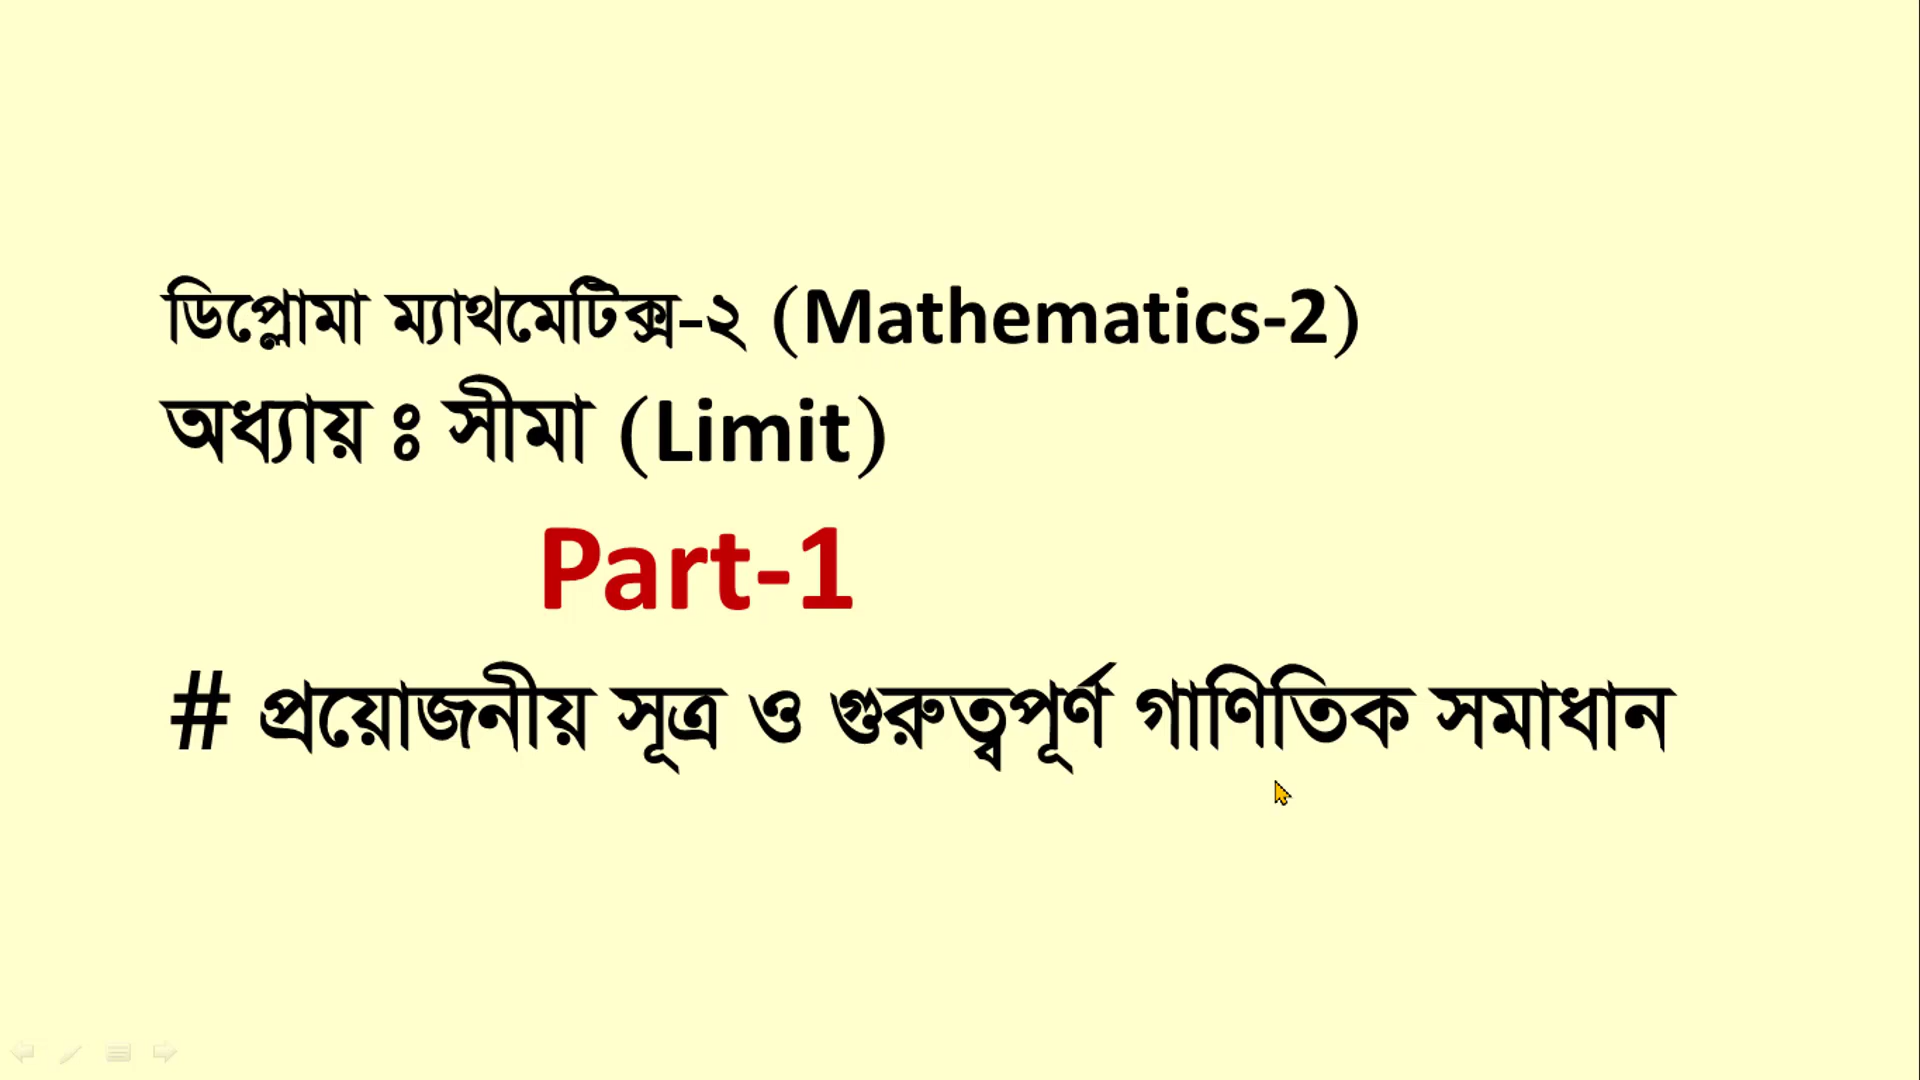 ডিপ্লোমা ম্যাথমেটিক্স-২ (Mathematics-2)
অধ্যায় ঃ সীমা (Limit)
Part-1
# প্রয়োজনীয় সূত্র ও গুরুত্বপূর্ণ গাণিতিক সমাধান